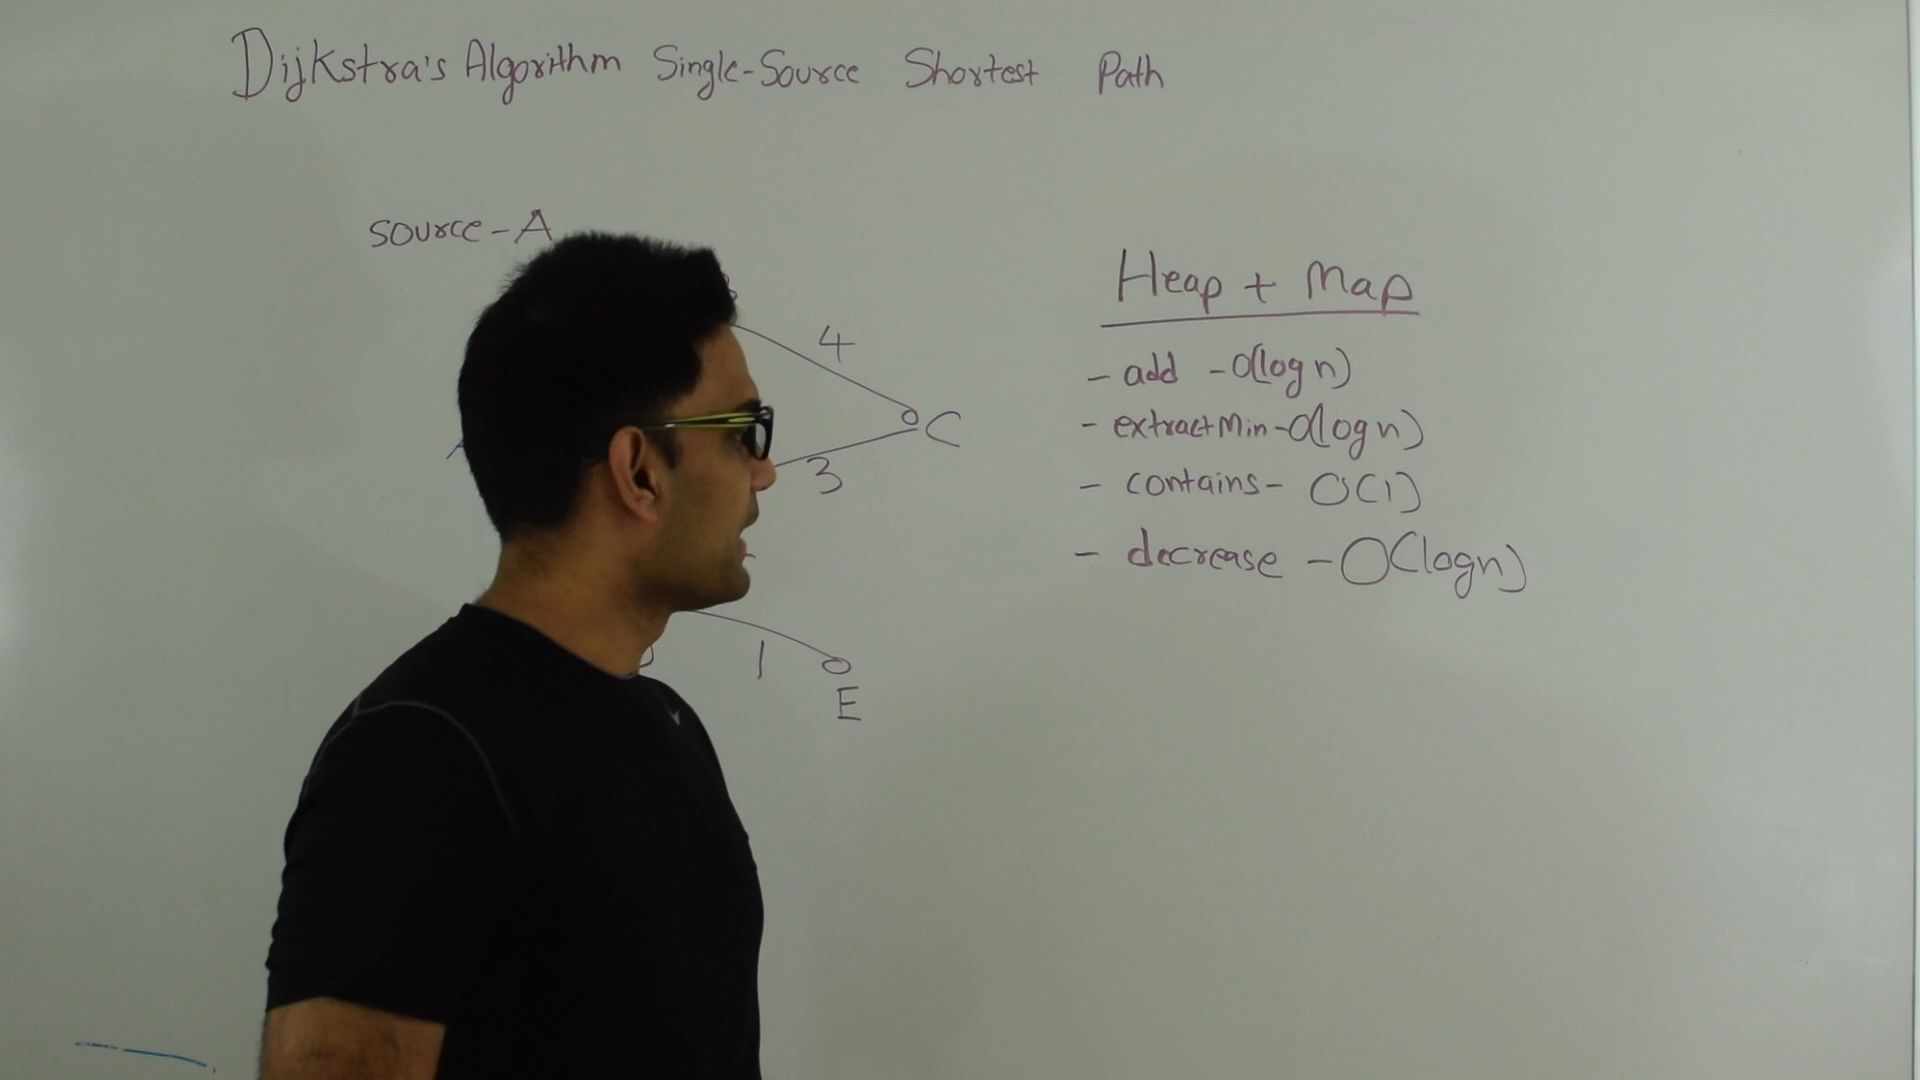 Dijkstra's Algorithm Single-Source Shortest Path
source-A
4
C
3
1
E
Heap + Map
- add - O(log n)
- extractMin - O(log n)
- contains - O(1)
- decrease - O(log n)